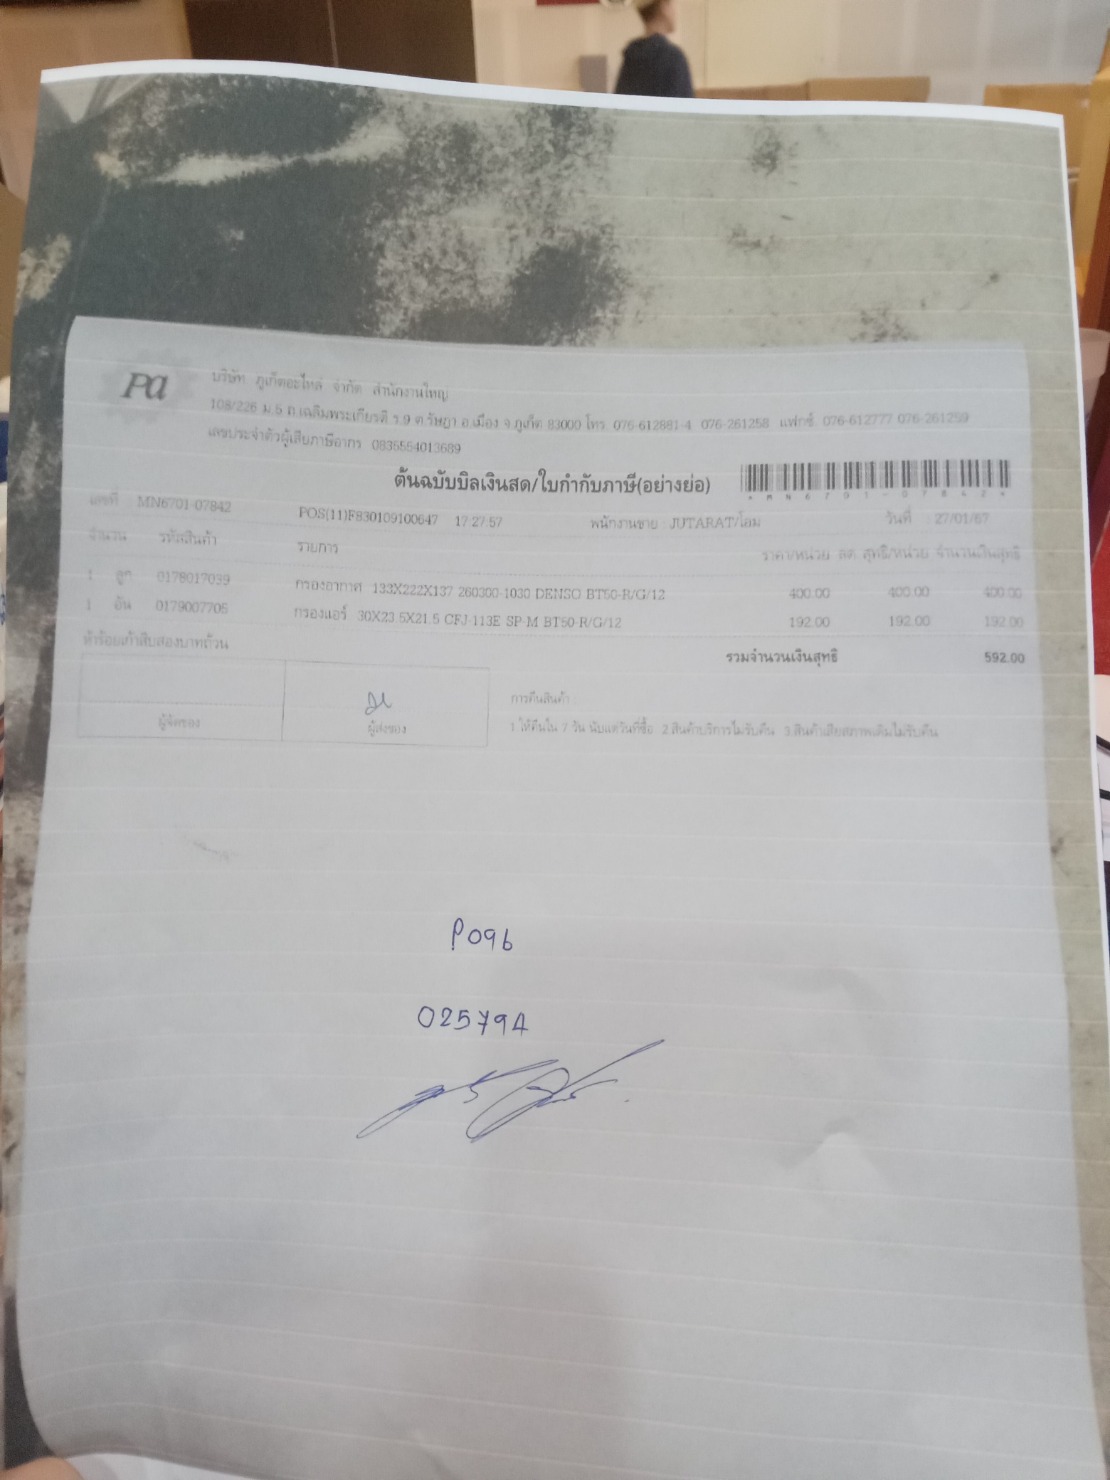 Pa
บริษัท ภูเก็ตอะไหล่ จำกัด สำนักงานใหญ่
108/226 ม.5 ถ.เฉลิมพระเกียรติ ร.9 ต.รัษฎา อ.เมือง จ.ภูเก็ต 83000 โทร. 076-612881-4 076-261258 แฟกซ์. 076-612777 076-261259
เลขประจำตัวผู้เสียภาษีอากร 0835554013689
ต้นฉบับบิลเงินสด/ใบกำกับภาษี(อย่างย่อ)
เลขที่ MN6701-07842 POS(11)F830109100647 17:27:57 พนักงานขาย : JUTARAT/โอม วันที่ : 27/01/67
จำนวน รหัสสินค้า รายการ ราคา/หน่วย ลด สุทธิ/หน่วย จำนวนเงินสุทธิ
1 ลูก 0178017039 กรองอากาศ 133X222X137 260300-1030 DENSO BT50-R/G/12 400.00 400.00 400.00
1 อัน 0179007705 กรองแอร์ 30X23.5X21.5 CFJ-113E SP-M BT50-R/G/12 192.00 192.00 192.00
ห้าร้อยเก้าสิบสองบาทถ้วน รวมจำนวนเงินสุทธิ 592.00
ผู้จัดของ ผู้ส่งของ
การคืนสินค้า
1.ให้คืนใน 7 วัน นับแต่วันที่ซื้อ 2.สินค้าบริการไม่รับคืน 3.สินค้าเสียสภาพเดิมไม่รับคืน
P096
025794